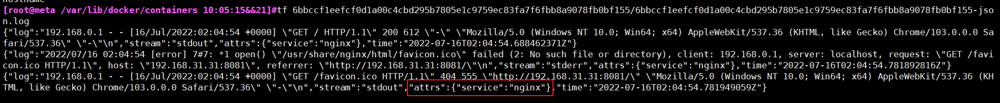 hostname
[root@meta /var/lib/docker/containers 10:05:15&&21]#tf 6bbccf1eefcf0d1a00c4cbd295b7805e1c9759ec83fa7f6fbb8a9078fb0bf155/6bbccf1eefcf0d1a00c4cbd295b7805e1c9759ec83fa7f6fbb8a9078fb0bf155-jso
n.log
{"log":"192.168.0.1 - - [16/Jul/2022:02:04:54 +0000] \"GET / HTTP/1.1\" 200 612 \"-\" \"Mozilla/5.0 (Windows NT 10.0; Win64; x64) AppleWebKit/537.36 (KHTML, like Gecko) Chrome/103.0.0.0 Sa
fari/537.36\" \"-\"\n","stream":"stdout","attrs":{"service":"nginx"},"time":"2022-07-16T02:04:54.688462371Z"}
{"log":"2022/07/16 02:04:54 [error] 7#7: *1 open() \"/usr/share/nginx/html/favicon.ico\" failed (2: No such file or directory), client: 192.168.0.1, server: localhost, request: \"GET /favi
con.ico HTTP/1.1\", host: \"192.168.31.31:8081\", referrer: \"http://192.168.31.31:8081/\"\n","stream":"stderr","attrs":{"service":"nginx"},"time":"2022-07-16T02:04:54.781892816Z"}
{"log":"192.168.0.1 - - [16/Jul/2022:02:04:54 +0000] \"GET /favicon.ico HTTP/1.1\" 404 555 \"http://192.168.31.31:8081/\" \"Mozilla/5.0 (Windows NT 10.0; Win64; x64) AppleWebKit/537.36 (KH
TML, like Gecko) Chrome/103.0.0.0 Safari/537.36\" \"-\"\n","stream":"stdout","attrs":{"service":"nginx"},"time":"2022-07-16T02:04:54.781949059Z"}